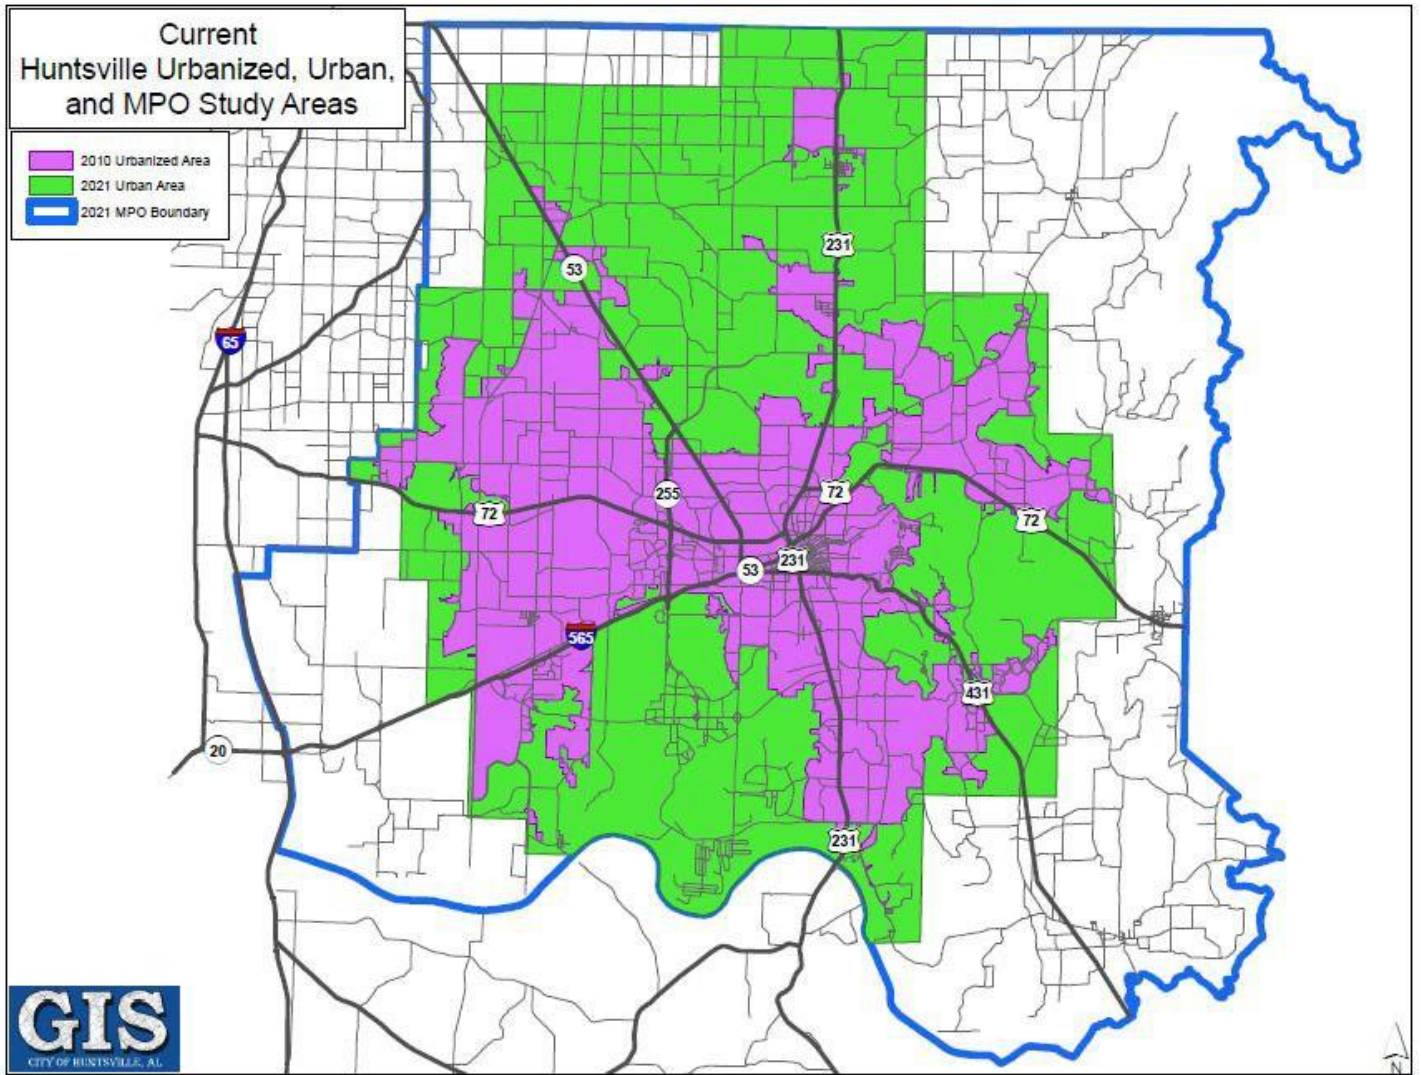 Current
Huntsville Urbanized, Urban,
and MPO Study Areas
2010 Urbanized Area
2021 Urban Area
2021 MPO Boundary
231
53
65
255
72
72
72
231
53
565
431
20
231
GIS
CITY OF HUNTSVILLE, AL
N